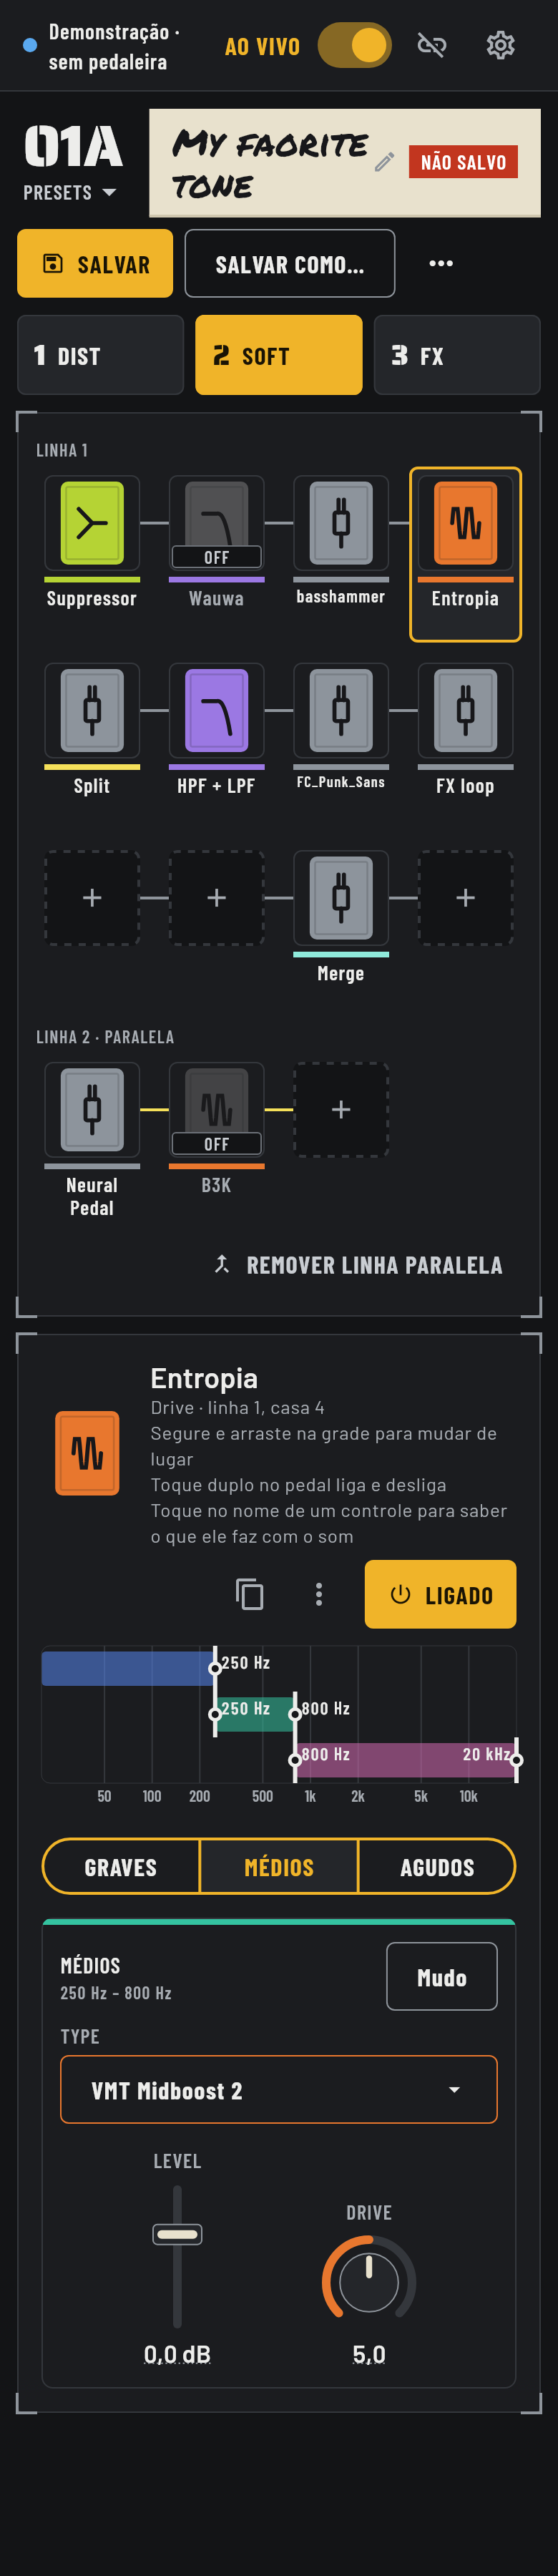 Demonstração ·
sem pedaleira
AO VIVO
01A
PRESETS
My faorite
tone
NÃO SALVO
SALVAR
SALVAR COMO...
1 DIST
2 SOFT
3 FX
LINHA 1
OFF
Suppressor
Wauwa
basshammer
Entropia
Split
HPF + LPF
FC_Punk_Sans
FX loop
Merge
LINHA 2 · PARALELA
OFF
Neural
Pedal
B3K
REMOVER LINHA PARALELA
Entropia
Drive · linha 1, casa 4
Segure e arraste na grade para mudar de
lugar
Toque duplo no pedal liga e desliga
Toque no nome de um controle para saber
o que ele faz com o som
LIGADO
250 Hz
250 Hz
800 Hz
800 Hz
20 kHz
50
100
200
500
1k
2k
5k
10k
GRAVES
MÉDIOS
AGUDOS
MÉDIOS
250 Hz – 800 Hz
Mudo
TYPE
VMT Midboost 2
LEVEL
DRIVE
0,0 dB
5,0